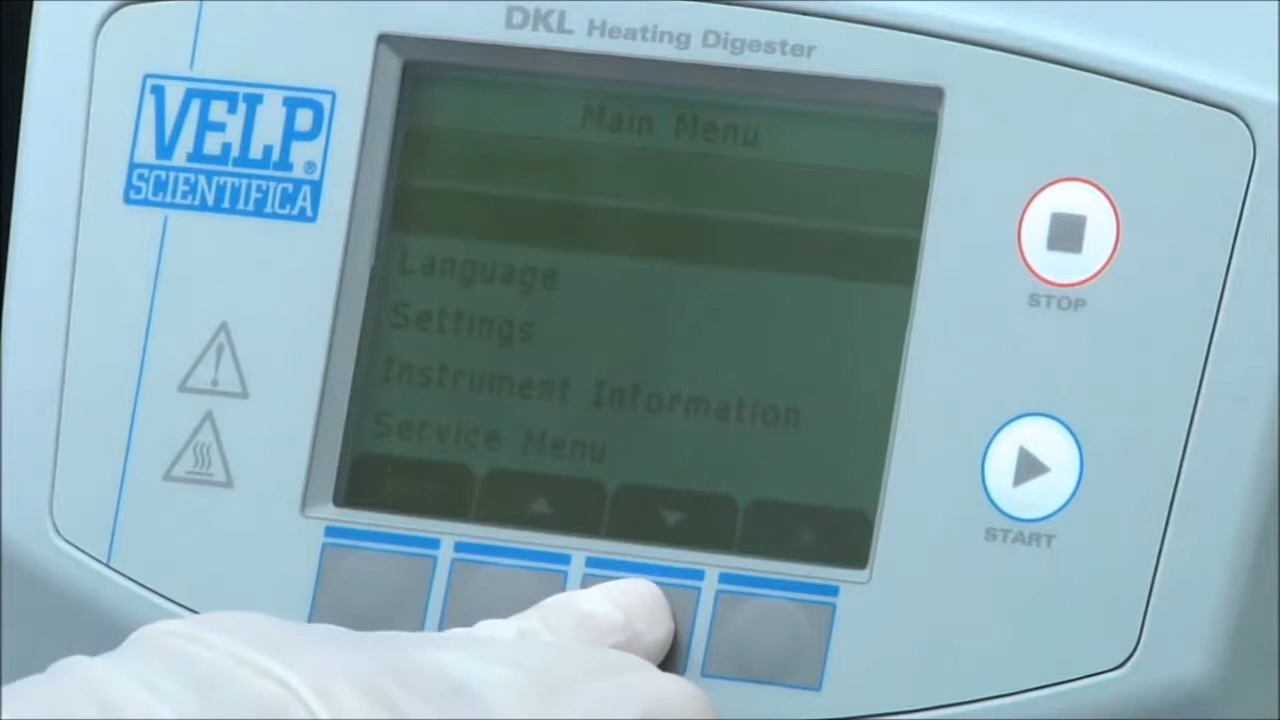 DKL Heating Digester
VELP®
SCIENTIFICA
Main Menu
Language
Settings
Instrument Information
Service Menu
STOP
START